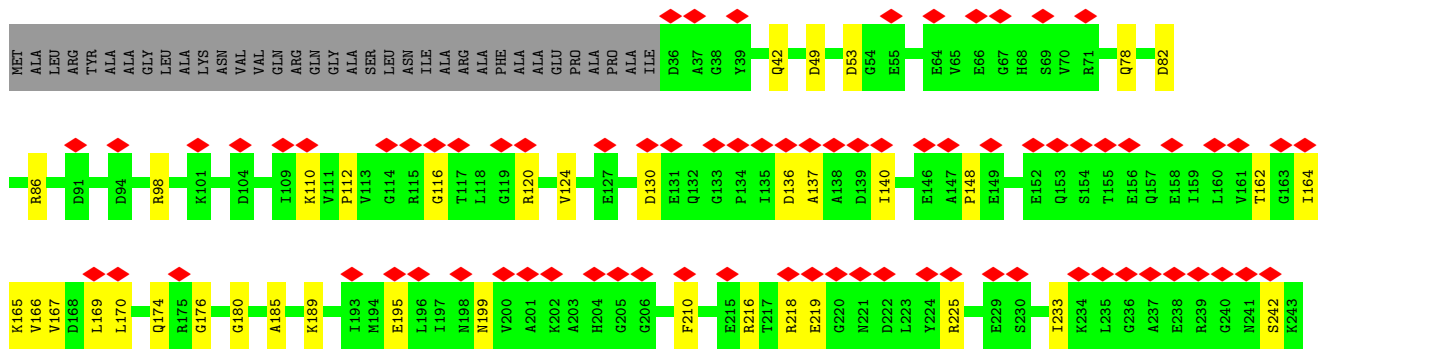 MET ALA LEU ARG TYR ALA ALA GLY LEU ALA LYS ASN VAL VAL GLN ARG GLN GLY ALA SER LEU ASN ILE ALA ARG ALA PHE ALA ALA GLU PRO ALA PRO ALA ILE D36 A37 G38 Y39 Q42 D49 D53 G54 E55 E64 V65 E66 G67 H68 S69 V70 R71 Q78 D82
R86 D91 D94 R98 K101 D104 I109 K110 V111 P112 V113 G114 R115 G116 T117 L118 G119 R120 V124 E127 D130 E131 Q132 G133 P134 I135 D136 A137 A138 D139 I140 E146 A147 P148 E149 E152 Q153 S154 T155 E156 Q157 E158 I159 L160 V161 T162 G163 I164
K165 V166 V167 D168 L169 L170 Q174 R175 G176 G180 A185 K189 I193 M194 E195 L196 I197 N198 N199 V200 A201 K202 A203 H204 G205 G206 F210 E215 R216 T217 R218 E219 G220 N221 D222 L223 Y224 R225 E229 S230 I233 K234 L235 G236 A237 E238 R239 G240 N241 S242 K243